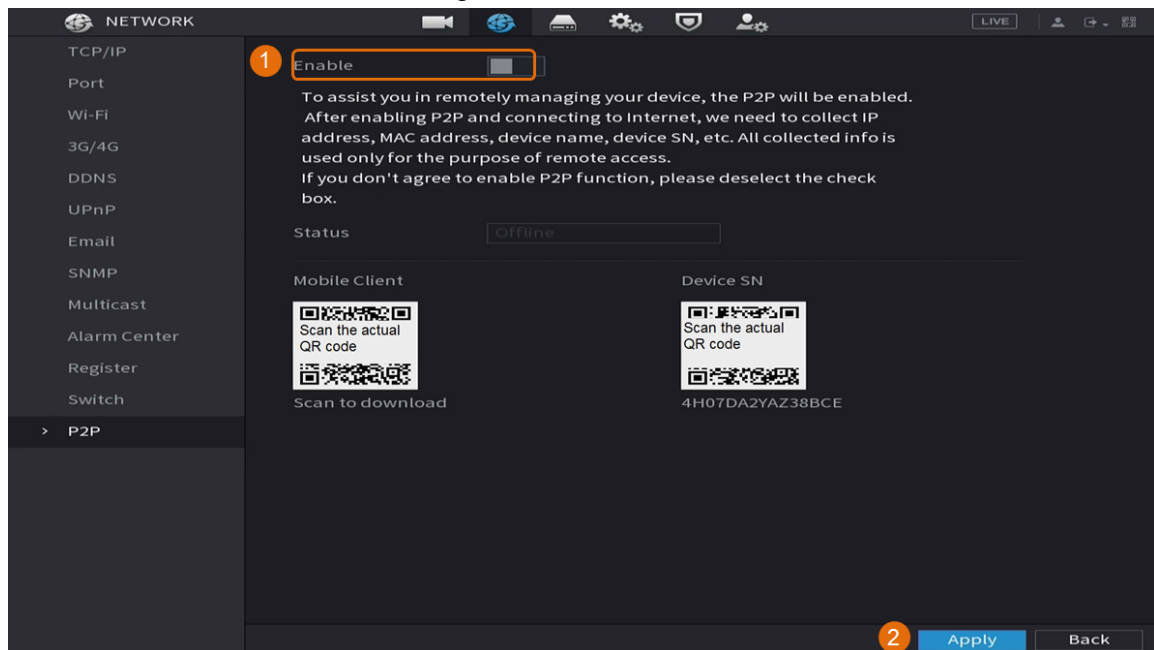 NETWORK
LIVE
TCP/IP
Port
Wi-Fi
3G/4G
DDNS
UPnP
Email
SNMP
Multicast
Alarm Center
Register
Switch
> P2P
1
Enable
To assist you in remotely managing your device, the P2P will be enabled.
After enabling P2P and connecting to Internet, we need to collect IP
address, MAC address, device name, device SN, etc. All collected info is
used only for the purpose of remote access.
If you don't agree to enable P2P function, please deselect the check
box.
Status
Offline
Mobile Client
Scan the actual
QR code
Scan to download
Device SN
Scan the actual
QR code
4H07DA2YAZ38BCE
2
Apply
Back